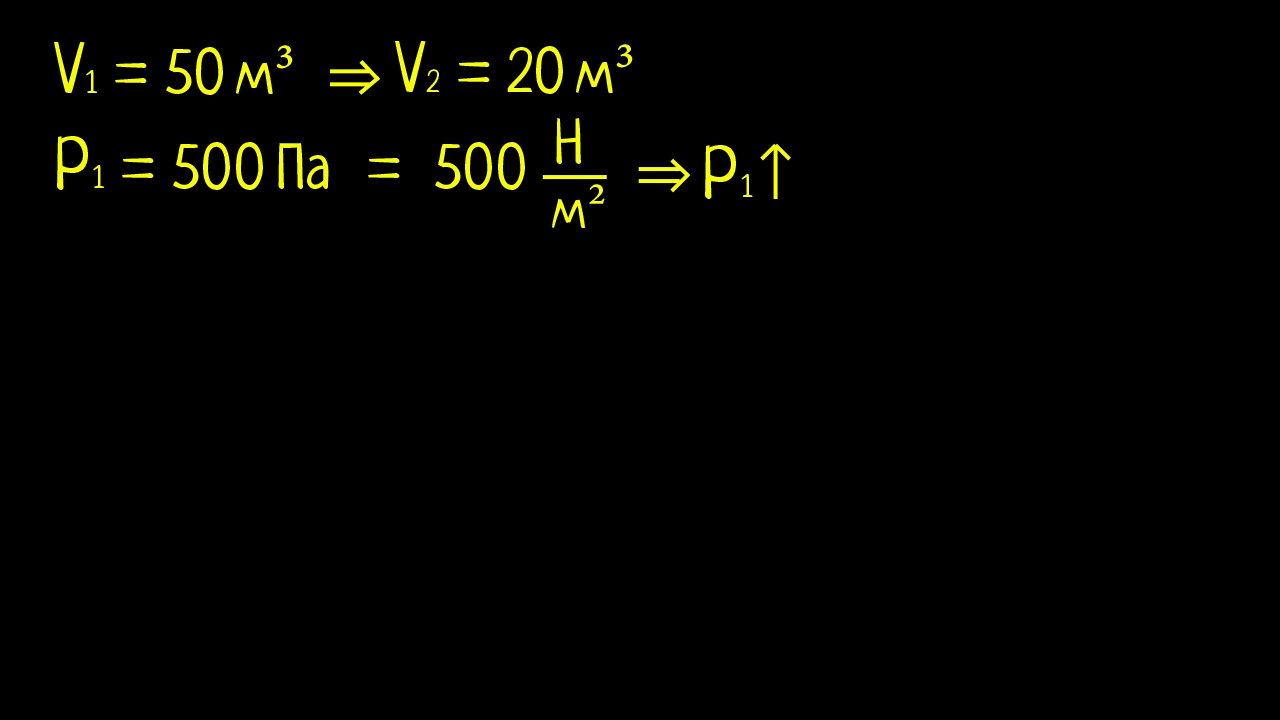 V₁ = 50 м³ ⇒ V₂ = 20 м³
p₁ = 500 Па = 500 Н/м² ⇒ p₁↑